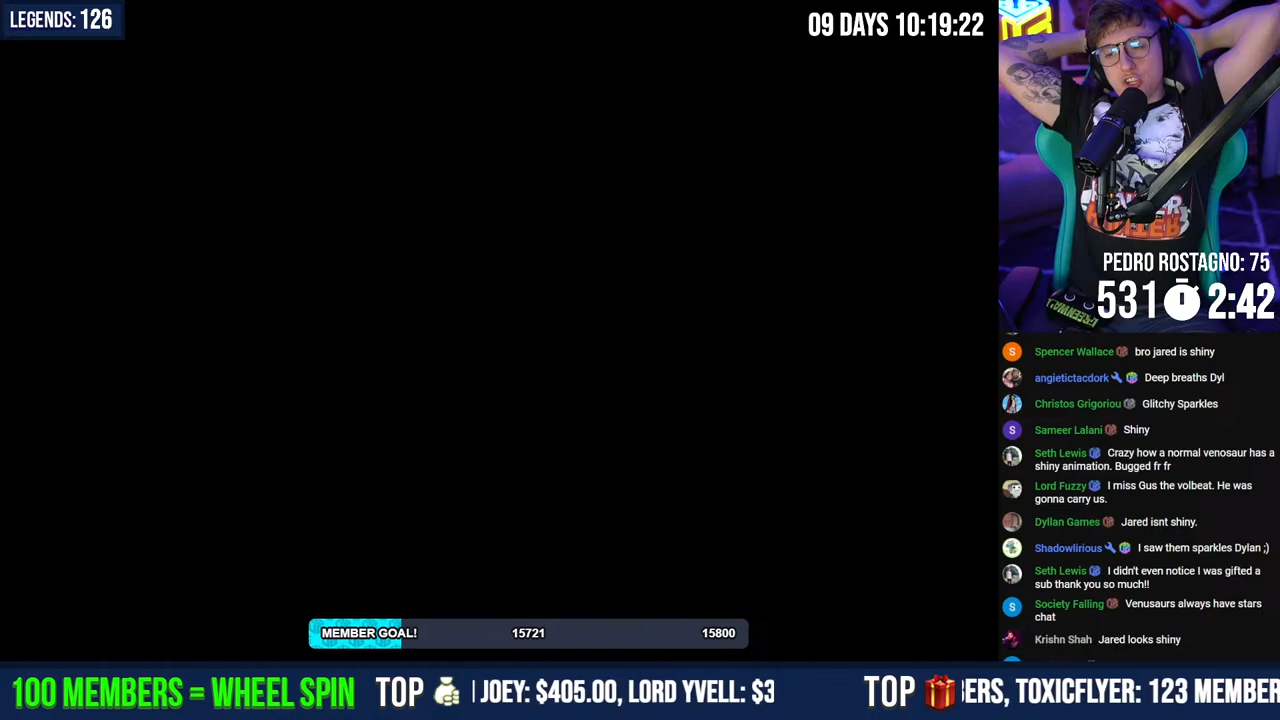 LEGENDS: 126
09 DAYS 10:19:22
PEDRO ROSTAGNO: 75
531 2:42
Spencer Wallace bro jared is shiny
angietictacdork Deep breaths Dyl
Christos Grigoriou Glitchy Sparkles
Sameer Lalani Shiny
Seth Lewis Crazy how a normal venosaur has a
shiny animation. Bugged fr fr
Lord Fuzzy I miss Gus the volbeat. He was
gonna carry us.
Dyllan Games Jared isnt shiny.
Shadowlirious I saw them sparkles Dylan ;)
Seth Lewis I didn't even notice I was gifted a
sub thank you so much!!
Society Falling Venusaurs always have stars
chat
Krishn Shah Jared looks shiny
MEMBER GOAL! 15721 15800
100 MEMBERS = WHEEL SPIN TOP JOEY: $405.00, LORD YVELL: $3 TOP BERS, TOXICFLYER: 123 MEMBER